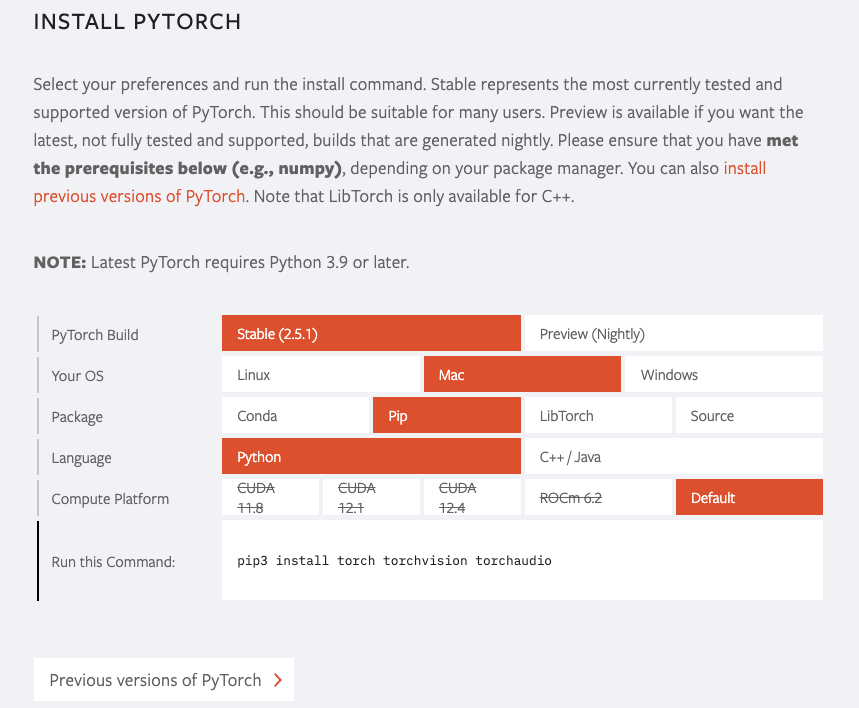 INSTALL PYTORCH
Select your preferences and run the install command. Stable represents the most currently tested and
supported version of PyTorch. This should be suitable for many users. Preview is available if you want the
latest, not fully tested and supported, builds that are generated nightly. Please ensure that you have met
the prerequisites below (e.g., numpy), depending on your package manager. You can also install
previous versions of PyTorch. Note that LibTorch is only available for C++.
NOTE: Latest PyTorch requires Python 3.9 or later.
PyTorch Build
Stable (2.5.1)
Preview (Nightly)
Your OS
Linux
Mac
Windows
Package
Conda
Pip
LibTorch
Source
Language
Python
C++ / Java
Compute Platform
CUDA
11.8
CUDA
12.1
CUDA
12.4
ROCm 6.2
Default
Run this Command:
pip3 install torch torchvision torchaudio
Previous versions of PyTorch